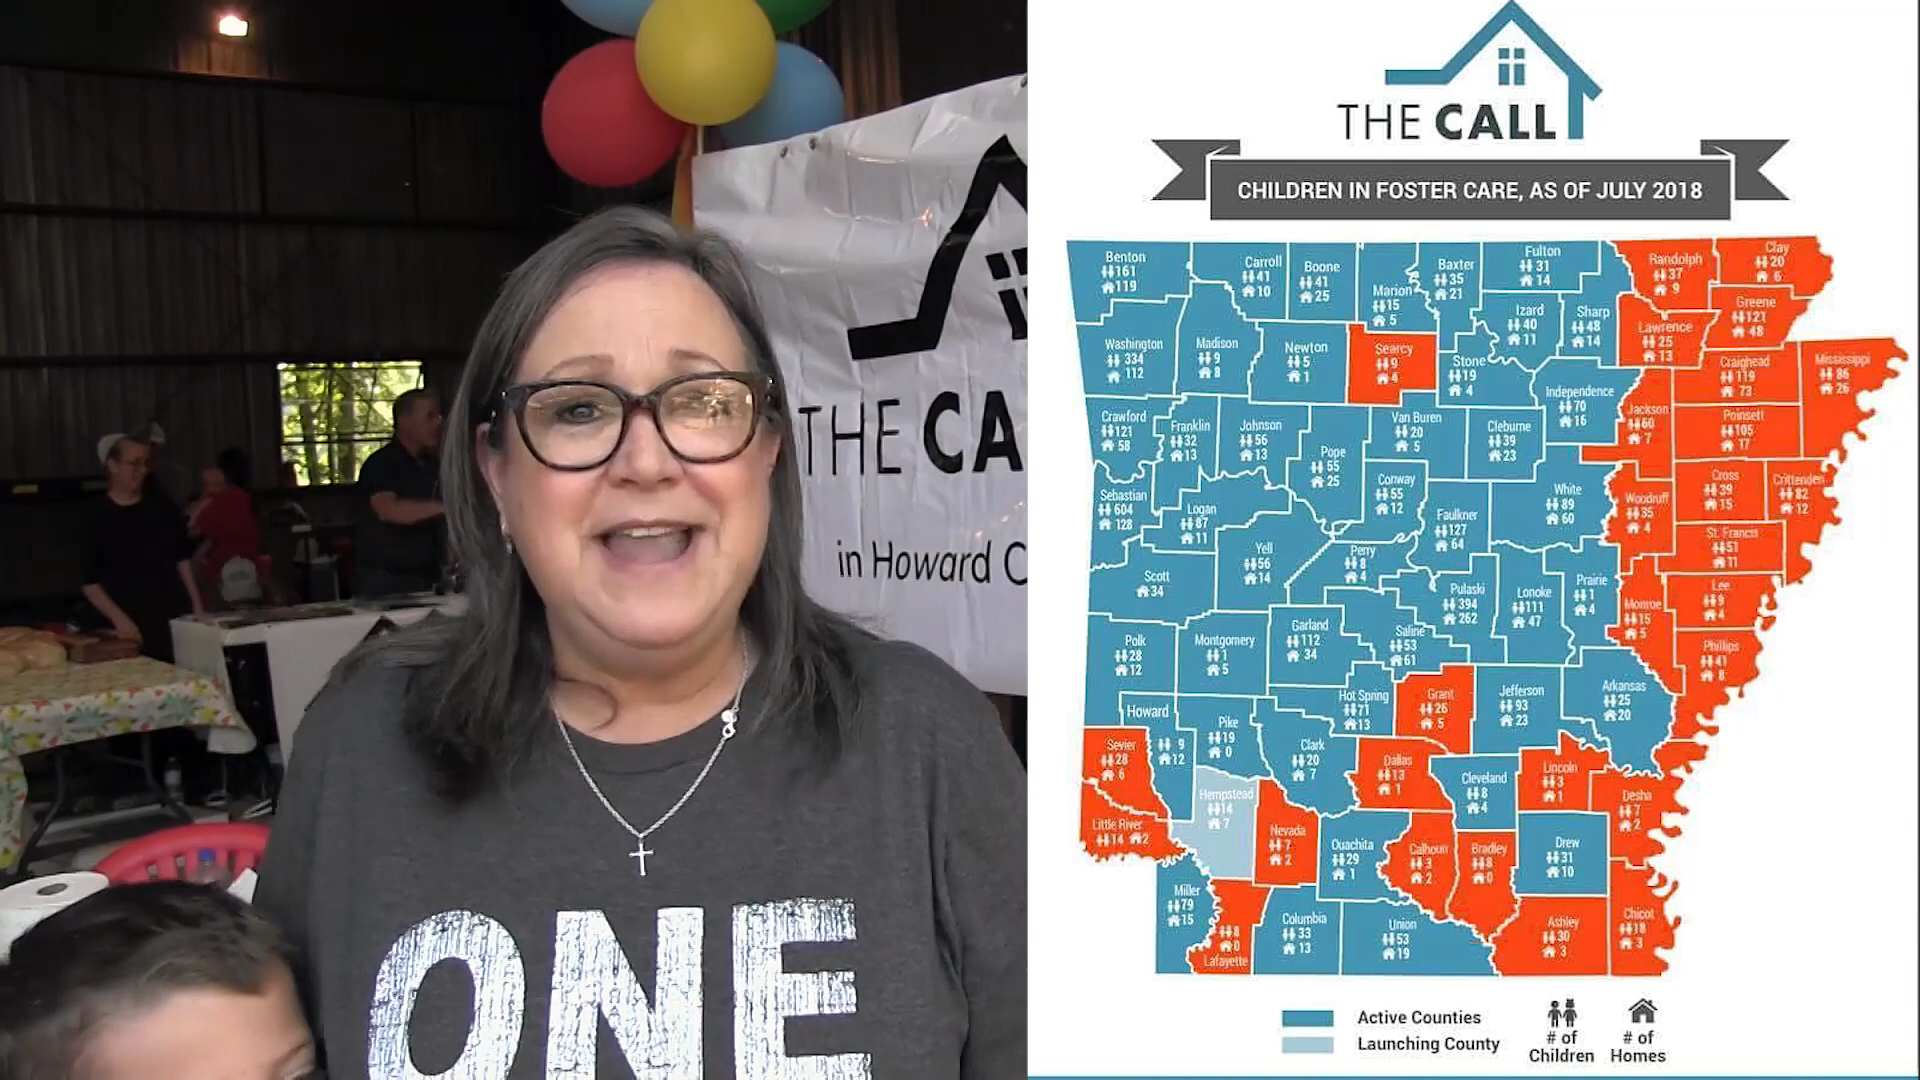 THE CA
in Howard C
ONE
THE CALL
CHILDREN IN FOSTER CARE, AS OF JULY 2018
Benton
161
119
Carroll
41
10
Boone
41
25
Marion
15
5
Baxter
35
21
Fulton
31
14
Randolph
37
9
Clay
20
6
Izard
40
11
Sharp
48
14
Lawrence
25
13
Greene
121
48
Washington
334
112
Madison
9
8
Newton
5
1
Searcy
9
4
Stone
19
4
Independence
70
16
Craighead
119
73
Mississippi
86
26
Crawford
121
58
Franklin
32
13
Johnson
56
13
Pope
55
25
Van Buren
20
5
Cleburne
39
23
Jackson
60
7
Poinsett
105
17
Sebastian
604
128
Logan
87
11
Conway
55
12
Faulkner
127
64
White
89
60
Woodruff
35
4
Cross
39
15
Crittenden
82
12
Scott
34
Yell
56
14
Perry
8
4
St. Francis
51
11
Pulaski
394
262
Lonoke
111
47
Prairie
1
4
Monroe
15
5
Lee
9
4
Polk
28
12
Montgomery
1
5
Garland
112
34
Saline
53
61
Phillips
41
8
Howard
9
12
Pike
19
0
Hot Spring
71
13
Grant
26
5
Jefferson
93
23
Arkansas
25
20
Sevier
28
6
Clark
20
7
Dallas
13
1
Cleveland
8
4
Lincoln
3
1
Desha
7
2
Little River
14 2
Hempstead
14
7
Nevada
7
2
Ouachita
29
1
Calhoun
3
2
Bradley
8
0
Drew
31
10
Miller
79
15
8
0
Lafayette
Columbia
33
13
Union
53
19
Ashley
30
3
Chicot
18
3
Active Counties
Launching County
# of
Children
# of
Homes